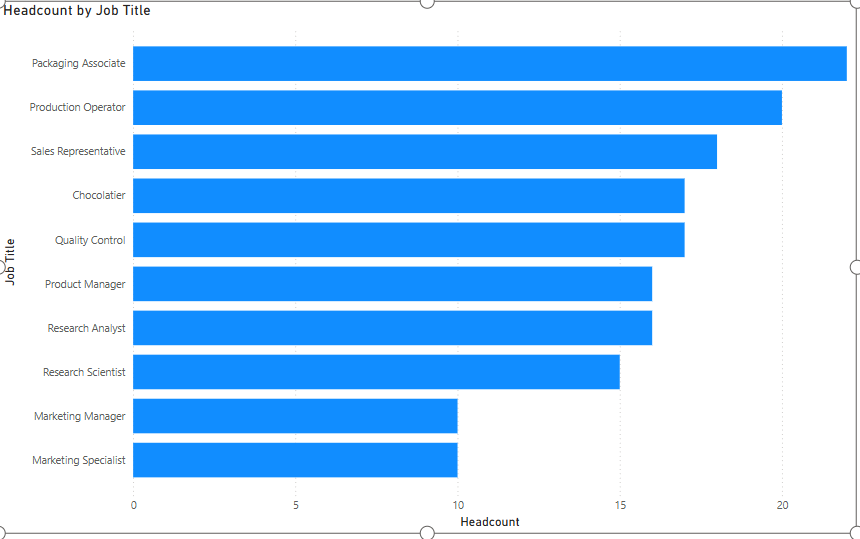 Headcount by Job Title
Job Title
Packaging Associate
Production Operator
Sales Representative
Chocolatier
Quality Control
Product Manager
Research Analyst
Research Scientist
Marketing Manager
Marketing Specialist
0 5 10 15 20
Headcount